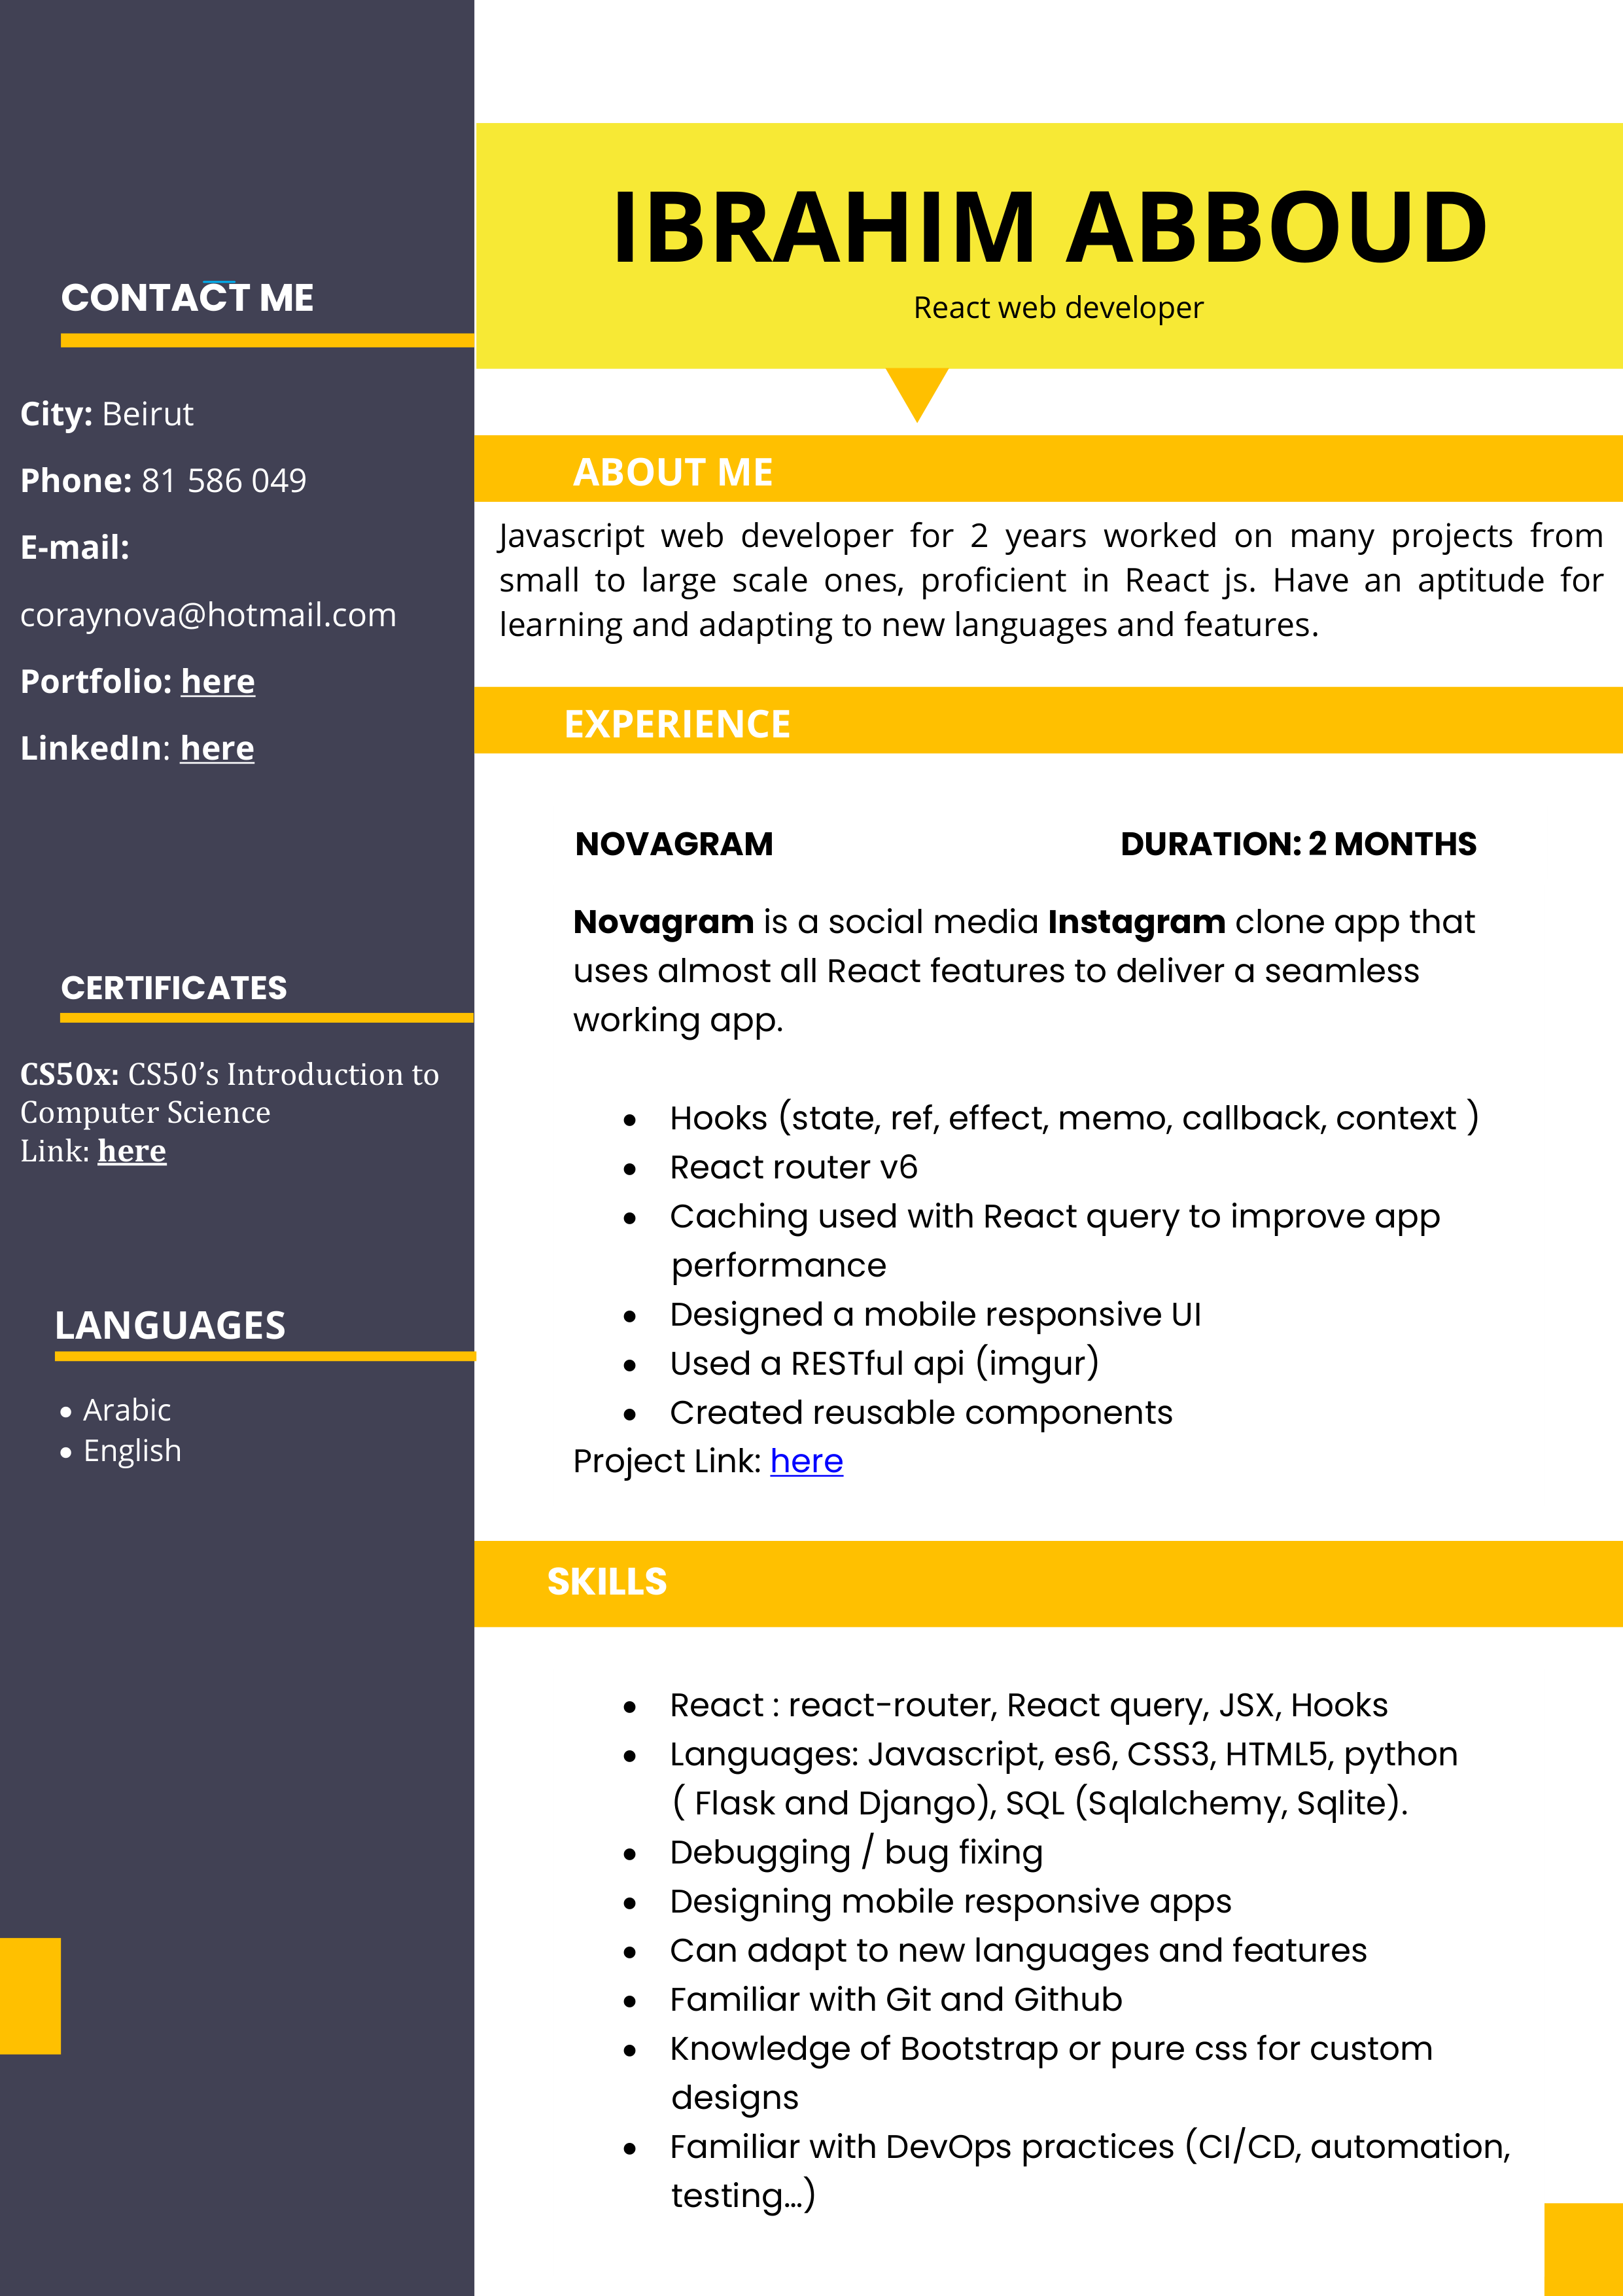 CONTACT ME
City: Beirut
Phone: 81 586 049
E-mail:
coraynova@hotmail.com
Portfolio: here
LinkedIn: here
CERTIFICATES
CS50x: CS50’s Introduction to
Computer Science
Link: here
LANGUAGES
• Arabic
• English
IBRAHIM ABBOUD
React web developer
ABOUT ME
Javascript web developer for 2 years worked on many projects from
small to large scale ones, proficient in React js. Have an aptitude for
learning and adapting to new languages and features.
EXPERIENCE
NOVAGRAM DURATION: 2 MONTHS
Novagram is a social media Instagram clone app that
uses almost all React features to deliver a seamless
working app.
• Hooks (state, ref, effect, memo, callback, context )
• React router v6
• Caching used with React query to improve app
performance
• Designed a mobile responsive UI
• Used a RESTful api (imgur)
• Created reusable components
Project Link: here
SKILLS
• React : react-router, React query, JSX, Hooks
• Languages: Javascript, es6, CSS3, HTML5, python
( Flask and Django), SQL (Sqlalchemy, Sqlite).
• Debugging / bug fixing
• Designing mobile responsive apps
• Can adapt to new languages and features
• Familiar with Git and Github
• Knowledge of Bootstrap or pure css for custom
designs
• Familiar with DevOps practices (CI/CD, automation,
testing...)